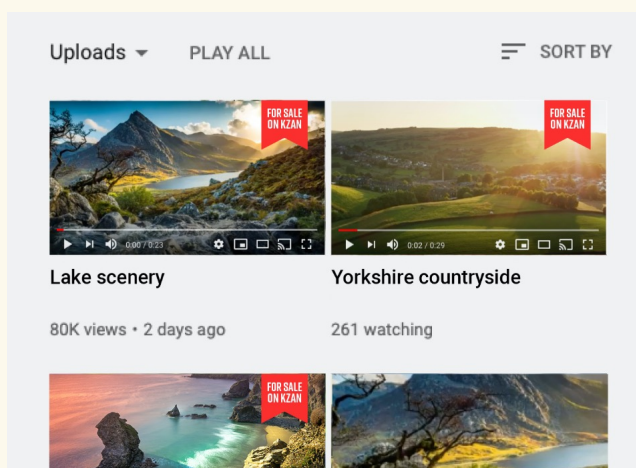 Uploads PLAY ALL SORT BY
FOR SALE
ON KZAN
FOR SALE
ON KZAN
0:00 / 0:23
0:02 / 0:29
Lake scenery
Yorkshire countryside
80K views • 2 days ago
261 watching
FOR SALE
ON KZAN